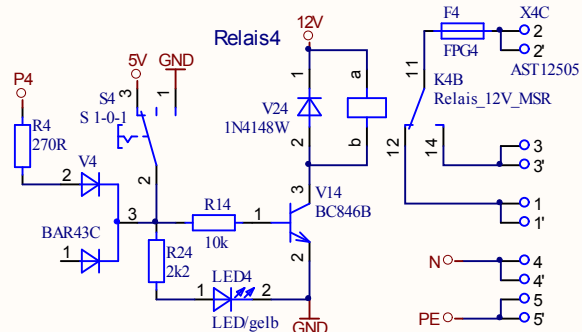 Relais4
12V
F4
FPG4
X4C
2
2'
AST12505
5V
GND
P4
S4
S 1-0-1
3
1
2
R4
270R
V4
2
3
BAR43C
1
R14
10k
R24
2k2
LED4
1
2
LED/gelb
1
V24
1N4148W
2
a
b
3
V14
BC846B
1
2
GND
11
K4B
Relais_12V_MSR
12
14
3
3'
1
1'
N
4
4'
PE
5
5'